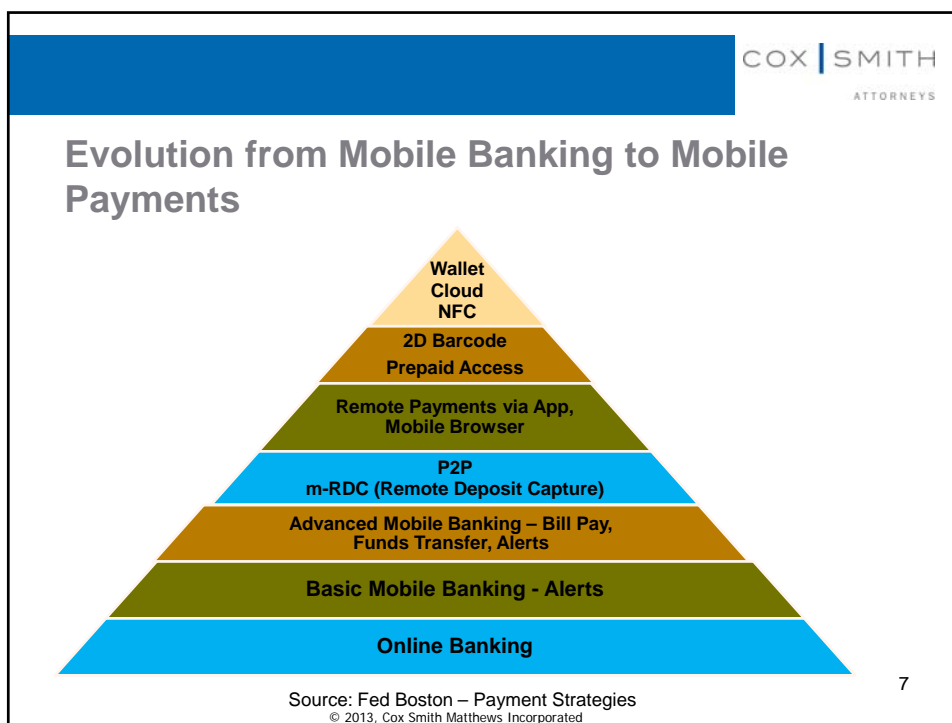 COX SMITH
ATTORNEYS
Evolution from Mobile Banking to Mobile
Payments
Wallet
Cloud
NFC
2D Barcode
Prepaid Access
Remote Payments via App,
Mobile Browser
P2P
m-RDC (Remote Deposit Capture)
Advanced Mobile Banking – Bill Pay,
Funds Transfer, Alerts
Basic Mobile Banking - Alerts
Online Banking
7
Source: Fed Boston – Payment Strategies
© 2013, Cox Smith Matthews Incorporated